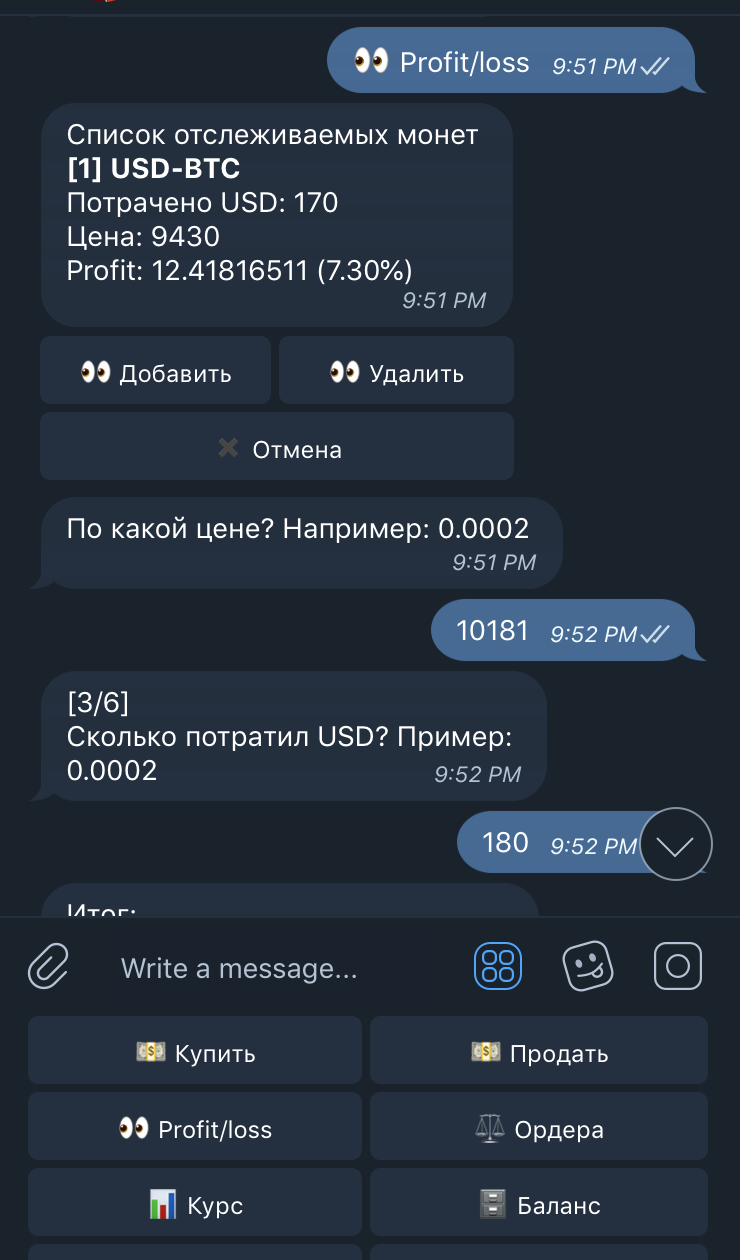 👀 Profit/loss 9:51 PM
Список отслеживаемых монет
[1] USD-BTC
Потрачено USD: 170
Цена: 9430
Profit: 12.41816511 (7.30%)
9:51 PM
👀 Добавить
👀 Удалить
✖ Отмена
По какой цене? Например: 0.0002
9:51 PM
10181 9:52 PM
[3/6]
Сколько потратил USD? Пример:
0.0002 9:52 PM
180 9:52 PM
Итог:
Write a message...
💵 Купить
💵 Продать
👀 Profit/loss
⚖ Ордера
📊 Курс
🗄 Баланс